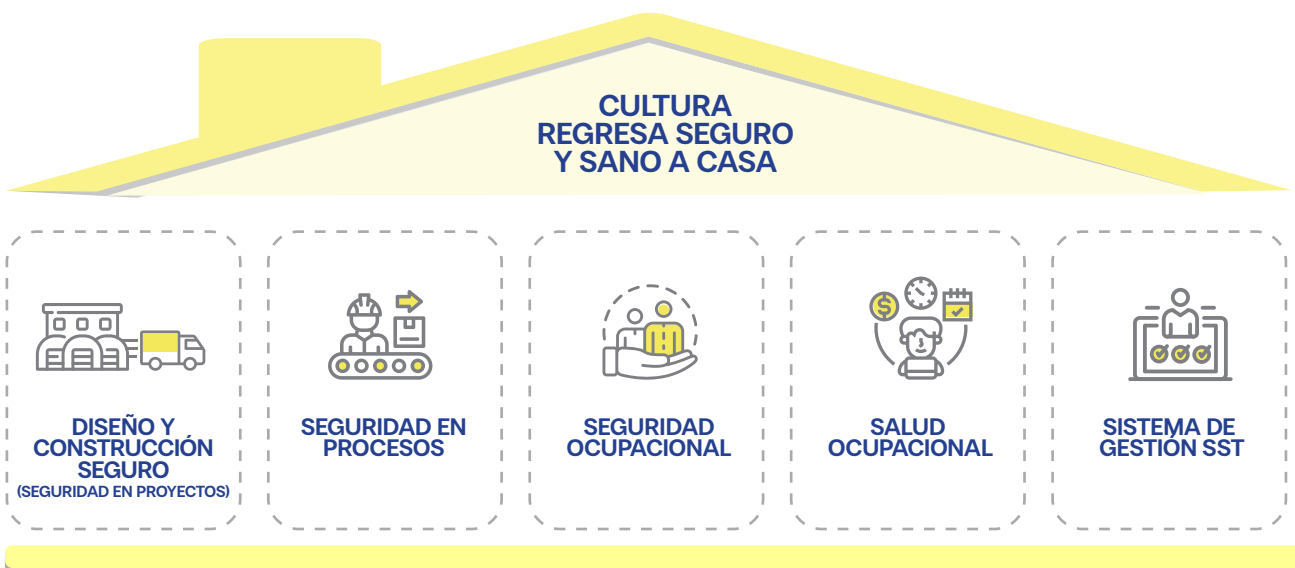 CULTURA
REGRESA SEGURO
Y SANO A CASA
DISEÑO Y
CONSTRUCCIÓN
SEGURO
(SEGURIDAD EN PROYECTOS)
SEGURIDAD EN
PROCESOS
SEGURIDAD
OCUPACIONAL
SALUD
OCUPACIONAL
SISTEMA DE
GESTIÓN SST